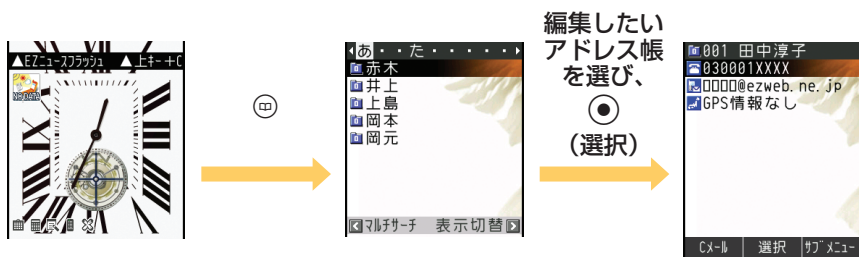 ▲EZニュースフラッシュ ▲上キー+C
NO DATA
あ・・た・・・・・
赤木
井上
上島
岡本
岡元
マルチサーチ 表示切替
編集したい
アドレス帳
を選び、
(選択)
001 田中淳子
030001XXXX
□□□□@ezweb.ne.jp
GPS情報なし
Cメール 選択 サブメニュー